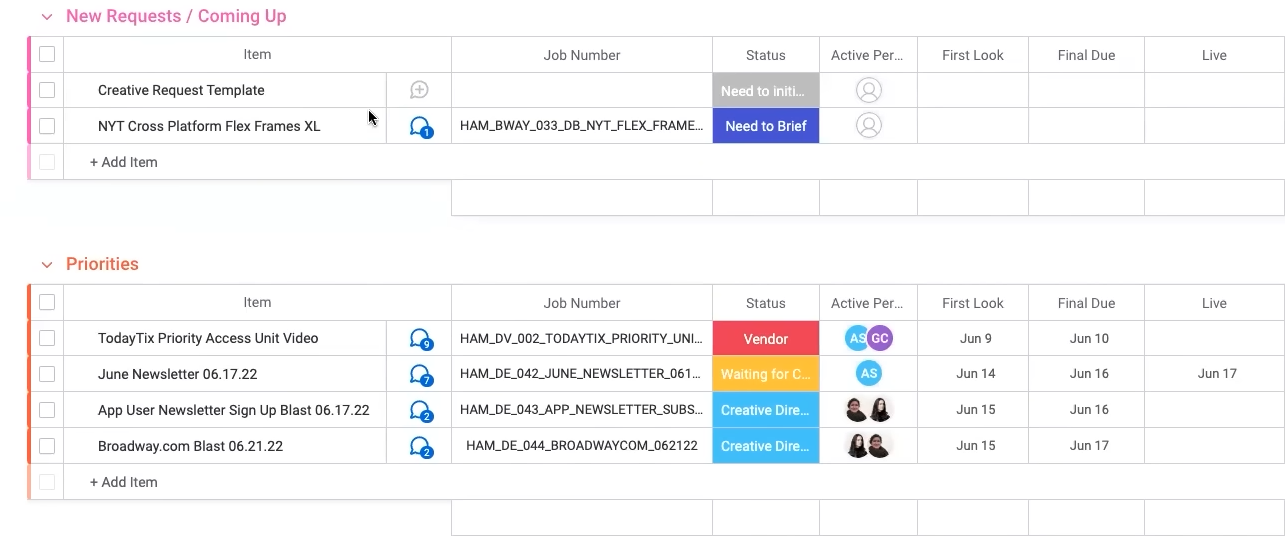 New Requests / Coming Up
Item Job Number Status Active Per... First Look Final Due Live
Creative Request Template Need to initi...
NYT Cross Platform Flex Frames XL 1 HAM_BWAY_033_DB_NYT_FLEX_FRAME... Need to Brief
+ Add Item
Priorities
Item Job Number Status Active Per... First Look Final Due Live
TodayTix Priority Access Unit Video 9 HAM_DV_002_TODAYTIX_PRIORITY_UNI... Vendor AS GC Jun 9 Jun 10
June Newsletter 06.17.22 7 HAM_DE_042_JUNE_NEWSLETTER_061... Waiting for C... AS Jun 14 Jun 16 Jun 17
App User Newsletter Sign Up Blast 06.17.22 2 HAM_DE_043_APP_NEWSLETTER_SUBS... Creative Dire... Jun 15 Jun 16
Broadway.com Blast 06.21.22 2 HAM_DE_044_BROADWAYCOM_062122 Creative Dire... Jun 15 Jun 17
+ Add Item